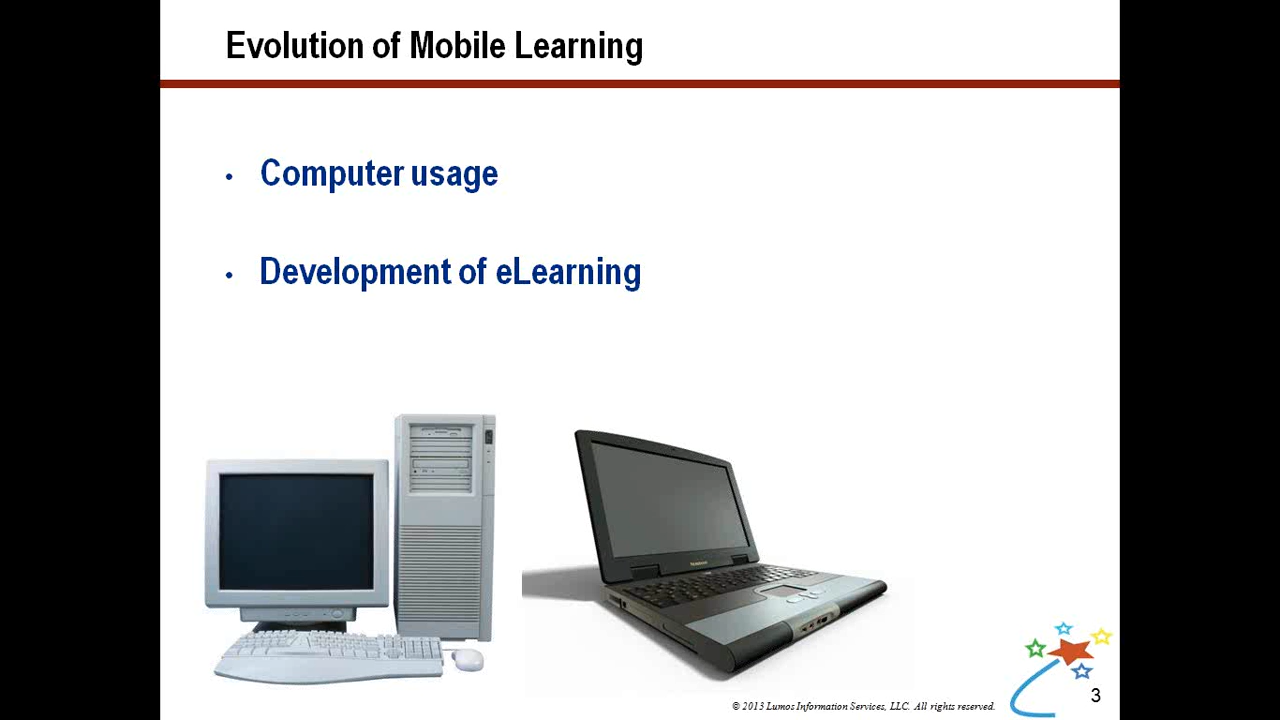 Evolution of Mobile Learning
• Computer usage
• Development of eLearning
© 2013 Lumos Information Services, LLC. All rights reserved.
3